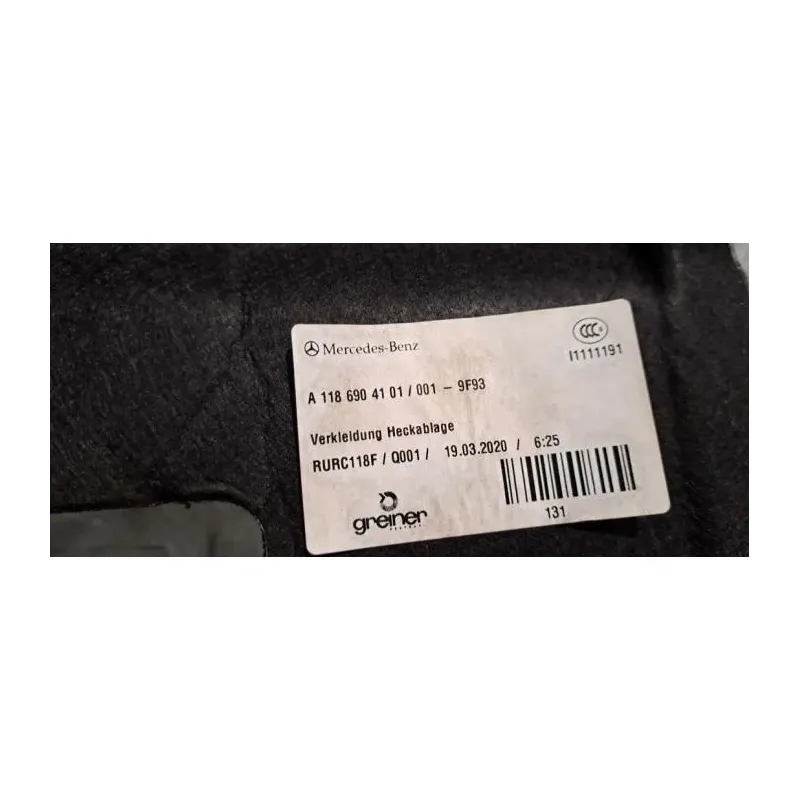 Mercedes-Benz
CCC S
I1111191
A 118 690 41 01 / 001 - 9F93
Verkleidung Heckablage
RURC118F / Q001 / 19.03.2020 / 6:25
131
greiner